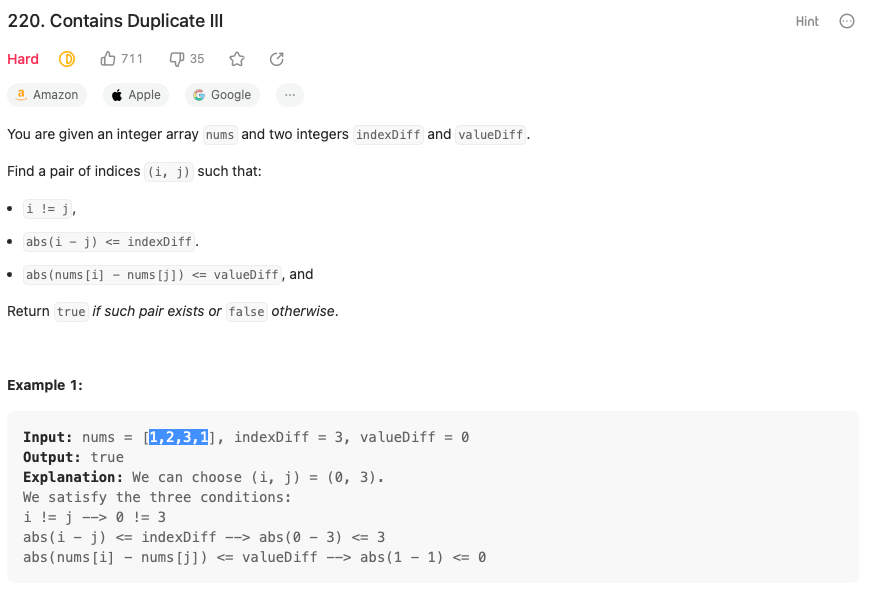 220. Contains Duplicate III
Hint
Hard 711 35
Amazon Apple Google ...
You are given an integer array nums and two integers indexDiff and valueDiff.
Find a pair of indices (i, j) such that:
• i != j,
• abs(i - j) <= indexDiff.
• abs(nums[i] - nums[j]) <= valueDiff, and
Return true if such pair exists or false otherwise.
Example 1:
Input: nums = [1,2,3,1], indexDiff = 3, valueDiff = 0
Output: true
Explanation: We can choose (i, j) = (0, 3).
We satisfy the three conditions:
i != j --> 0 != 3
abs(i - j) <= indexDiff --> abs(0 - 3) <= 3
abs(nums[i] - nums[j]) <= valueDiff --> abs(1 - 1) <= 0